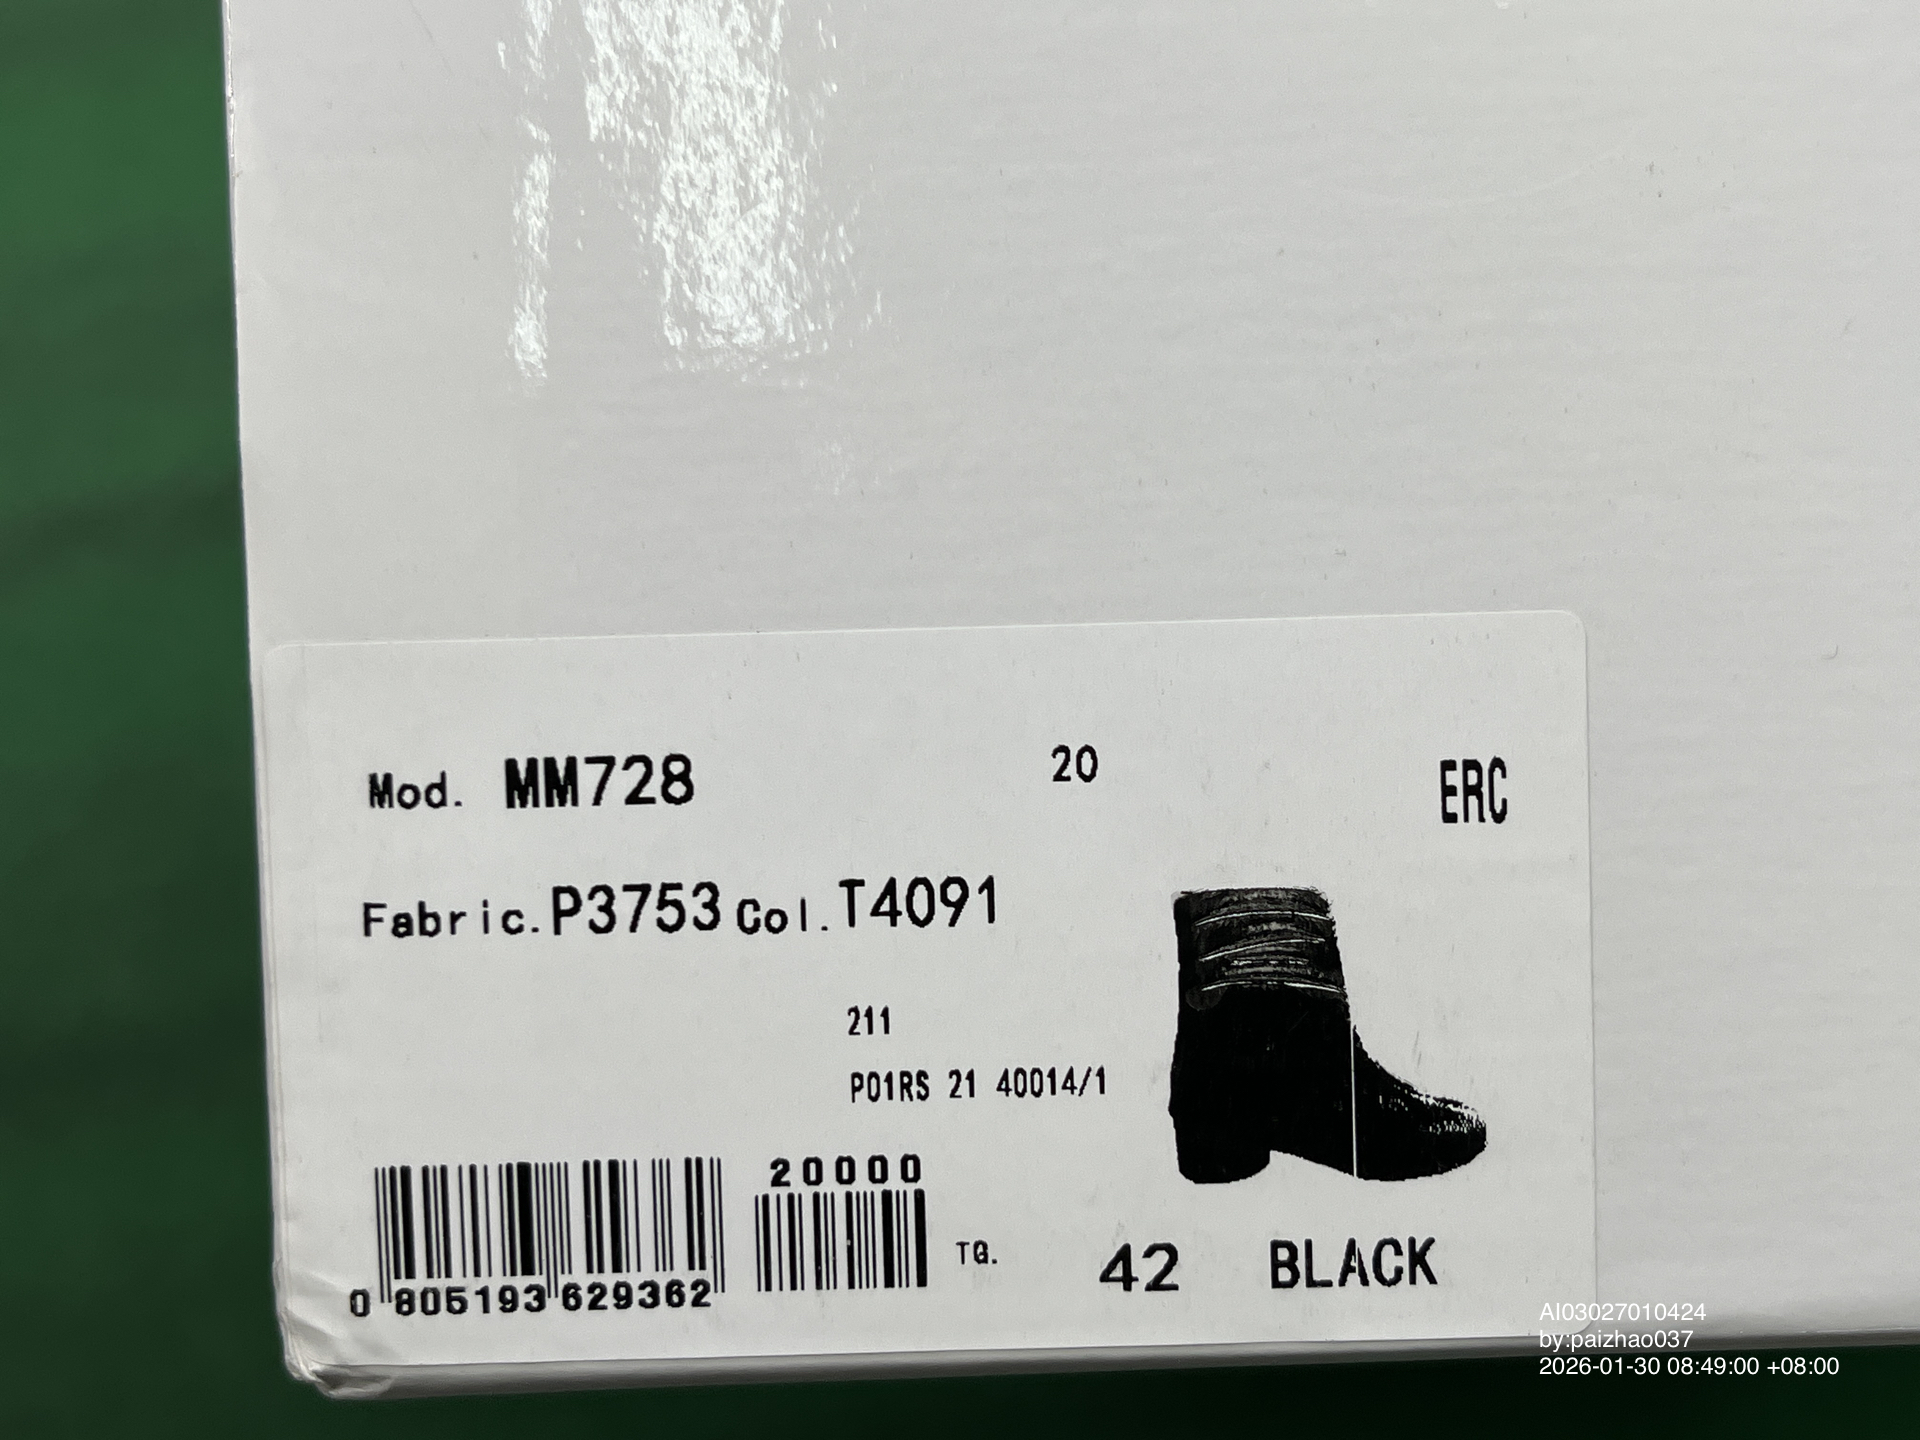 Mod. MM728 20 ERC
Fabric. P3753 Col. T4091
211
P01RS 21 40014/1
20000
0 805193 629362
TG. 42 BLACK
AI03027010424
by:paizhao037
2026-01-30 08:49:00 +08:00